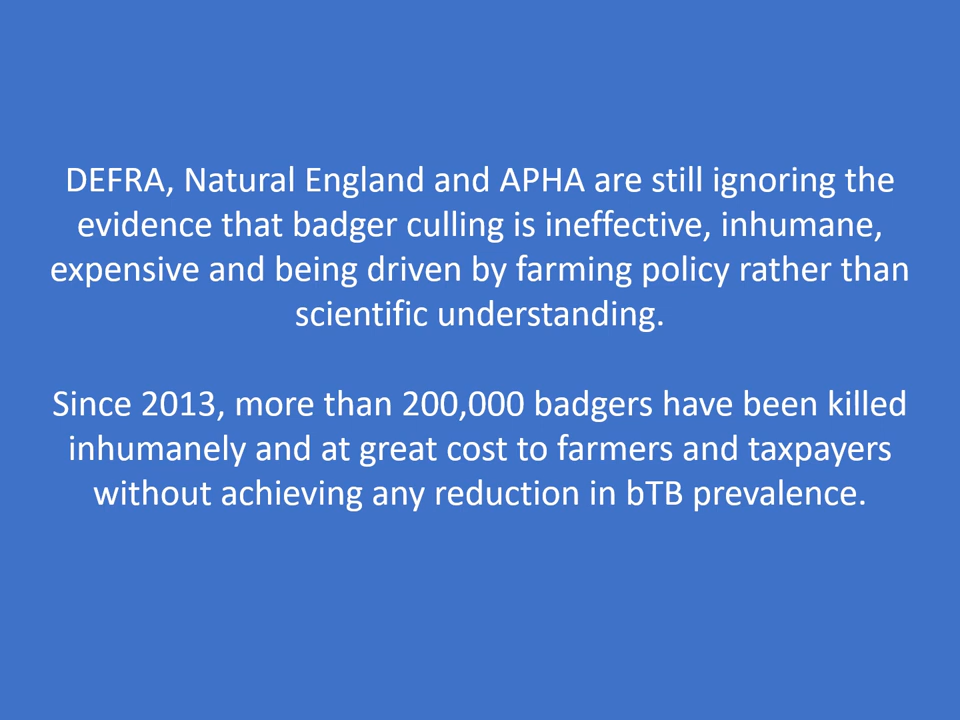 DEFRA, Natural England and APHA are still ignoring the
evidence that badger culling is ineffective, inhumane,
expensive and being driven by farming policy rather than
scientific understanding.
Since 2013, more than 200,000 badgers have been killed
inhumanely and at great cost to farmers and taxpayers
without achieving any reduction in bTB prevalence.